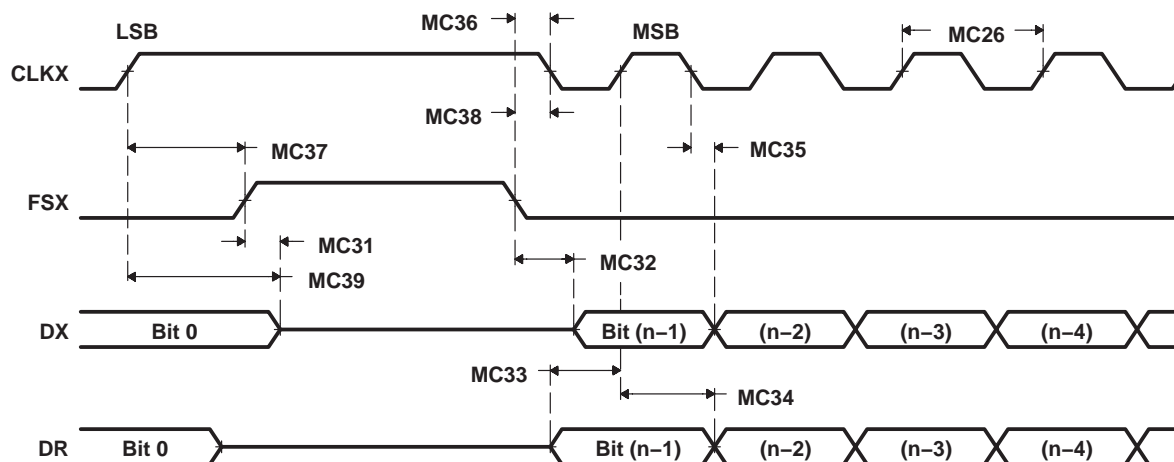 LSB
MC36
MSB
MC26
CLKX
MC38
MC37
MC35
FSX
MC31
MC32
MC39
DX
Bit 0
Bit (n−1)
(n−2)
(n−3)
(n−4)
MC33
MC34
DR
Bit 0
Bit (n−1)
(n−2)
(n−3)
(n−4)